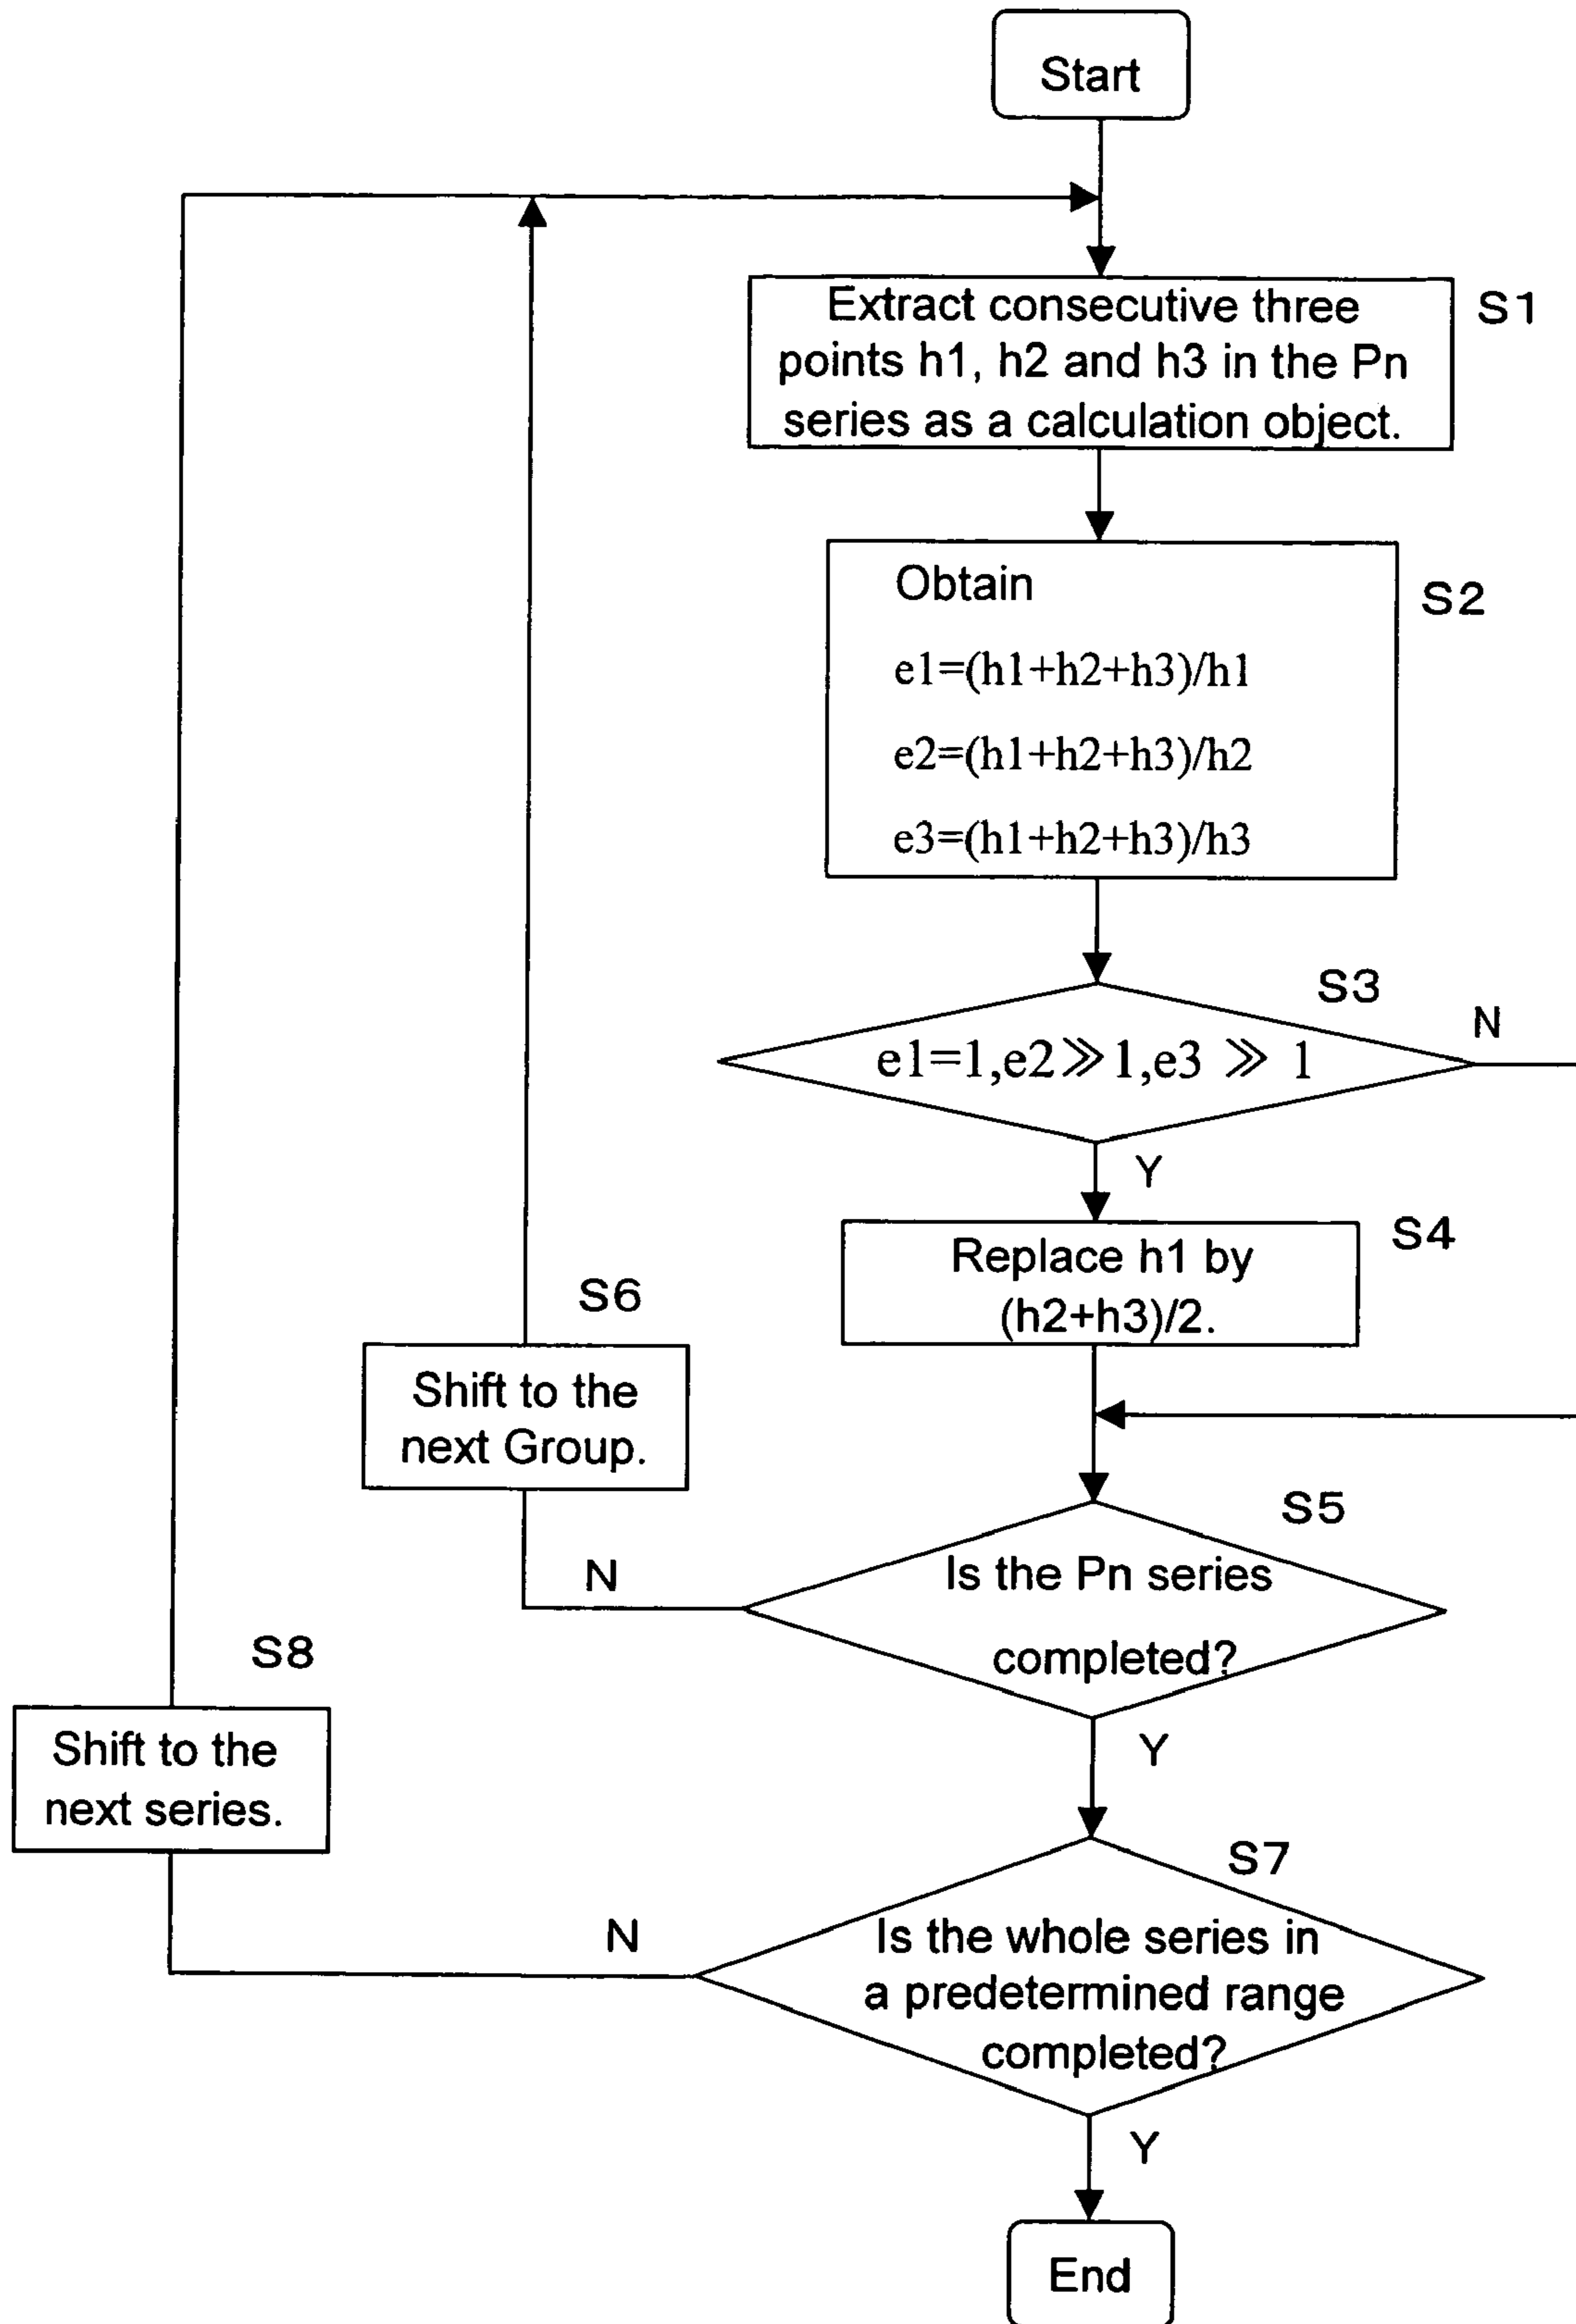 Start
Extract consecutive three
points h1, h2 and h3 in the Pn
series as a calculation object.
S1
Obtain
S2
e1=(h1+h2+h3)/h1
e2=(h1+h2+h3)/h2
e3=(h1+h2+h3)/h3
S3
N
e1=1,e2≫1,e3 ≫ 1
Y
S4
Replace h1 by
(h2+h3)/2.
S6
Shift to the
next Group.
S5
N
Is the Pn series
completed?
S8
Y
Shift to the
next series.
S7
N
Is the whole series in
a predetermined range
completed?
Y
End